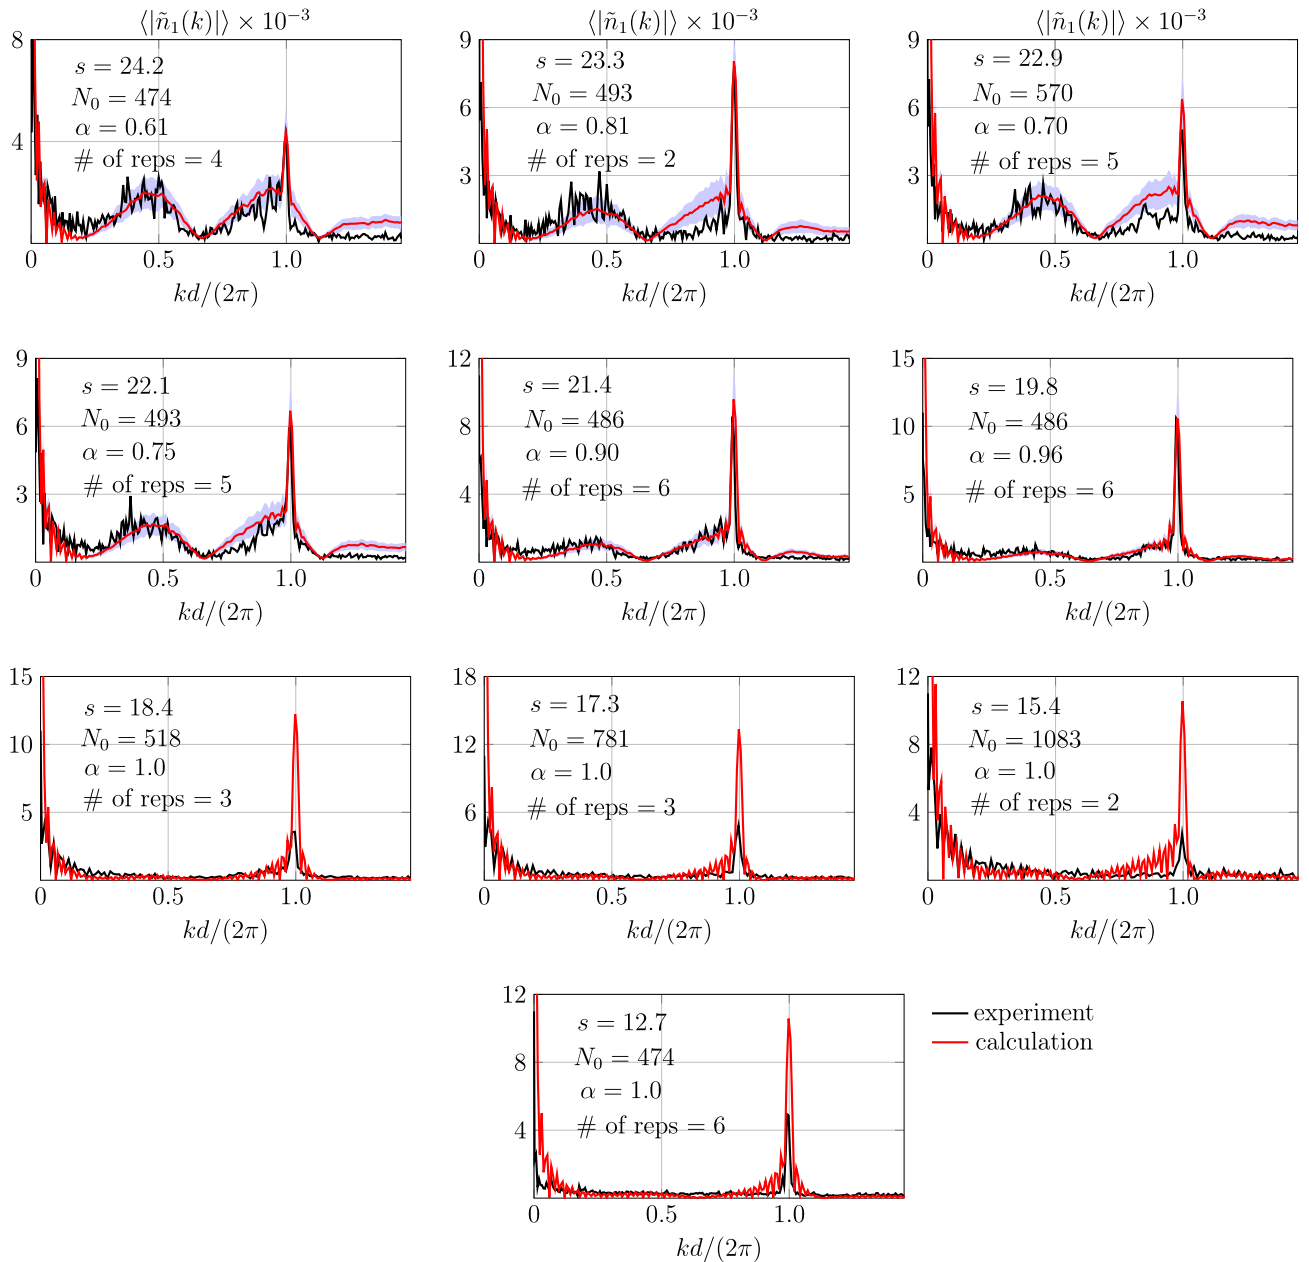 ⟨|ñ₁(k)|⟩ × 10⁻³
8
4
s = 24.2
N₀ = 474
α = 0.61
# of reps = 4
0 0.5 1.0
kd/(2π)
9
6
3
s = 23.3
N₀ = 493
α = 0.81
# of reps = 2
0 0.5 1.0
kd/(2π)
⟨|ñ₁(k)|⟩ × 10⁻³
9
6
3
s = 22.9
N₀ = 570
α = 0.70
# of reps = 5
0 0.5 1.0
kd/(2π)
9
6
3
s = 22.1
N₀ = 493
α = 0.75
# of reps = 5
0 0.5 1.0
kd/(2π)
12
8
4
s = 21.4
N₀ = 486
α = 0.90
# of reps = 6
0 0.5 1.0
kd/(2π)
15
10
5
s = 19.8
N₀ = 486
α = 0.96
# of reps = 6
0 0.5 1.0
kd/(2π)
15
10
5
s = 18.4
N₀ = 518
α = 1.0
# of reps = 3
0 0.5 1.0
kd/(2π)
18
12
6
s = 17.3
N₀ = 781
α = 1.0
# of reps = 3
0 0.5 1.0
kd/(2π)
12
8
4
s = 15.4
N₀ = 1083
α = 1.0
# of reps = 2
0 0.5 1.0
kd/(2π)
12
8
4
s = 12.7
N₀ = 474
α = 1.0
# of reps = 6
0 0.5 1.0
kd/(2π)
experiment
calculation